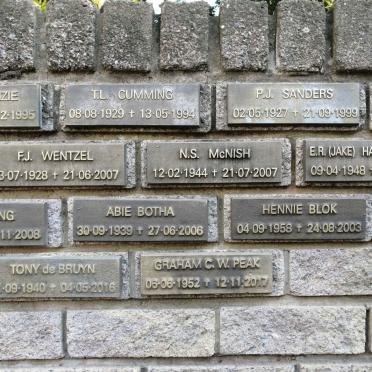 ZIE
2·1995
T.L. CUMMING
08·08·1929 + 13·05·1994
P.J. SANDERS
02·05·1927 + 21·09·1999
F.J. WENTZEL
3·07·1928 + 21·06·2007
N.S. McNISH
12·02·1944 + 21·07·2007
E.R. (JAKE) HA
09·04·1948 +
NG
11·2008
ABIE BOTHA
30·09·1939 + 27·06·2006
HENNIE BLOK
04·09·1958 + 24·08·2003
TONY de BRUYN
·09·1940 + 04·05·2016
GRAHAM C.W. PEAK
06·06·1952 + 12·11·2017